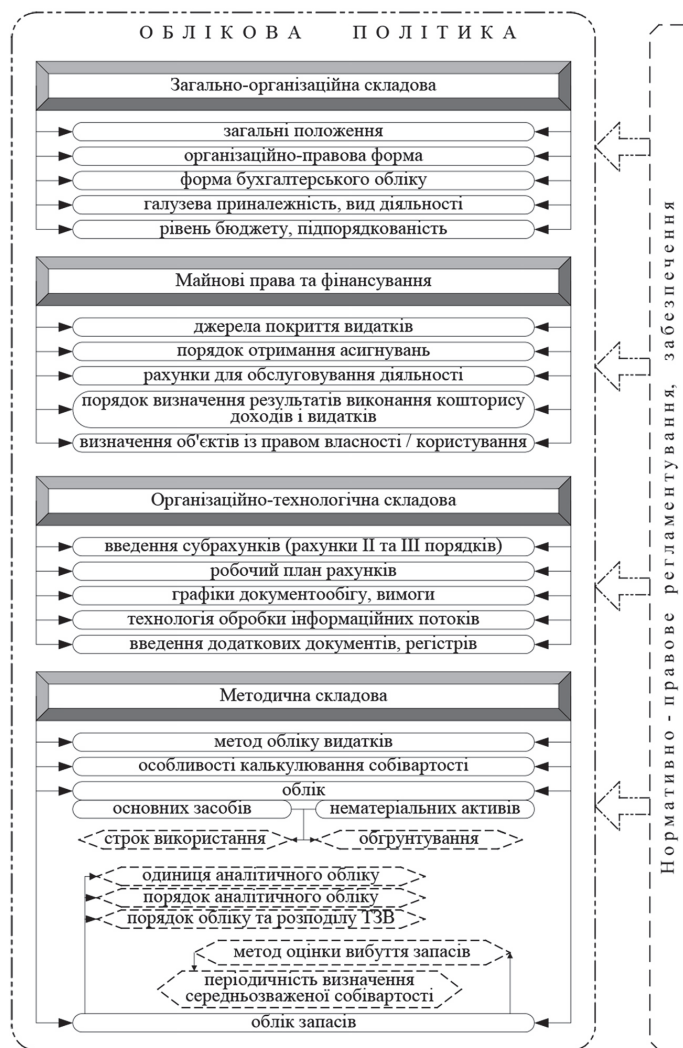 ОБЛІКОВА ПОЛІТИКА
Загально-організаційна складова
загальні положення
організаційно-правова форма
форма бухгалтерського обліку
галузева приналежність, вид діяльності
рівень бюджету, підпорядкованість
Майнові права та фінансування
джерела покриття видатків
порядок отримання асигнувань
рахунки для обслуговування діяльності
порядок визначення результатів виконання кошторису
доходів і видатків
визначення об'єктів із правом власності / користування
Організаційно-технологічна складова
введення субрахунків (рахунки ІІ та ІІІ порядків)
робочий план рахунків
графіки документообігу, вимоги
технологія обробки інформаційних потоків
введення додаткових документів, регістрів
Методична складова
метод обліку видатків
особливості калькулювання собівартості
облік
основних засобів
нематеріальних активів
строк використання
обгрунтування
одиниця аналітичного обліку
порядок аналітичного обліку
порядок обліку та розподілу ТЗВ
метод оцінки вибуття запасів
періодичність визначення
середньозваженої собівартості
облік запасів
Нормативно - правове регламентування, забезпечення